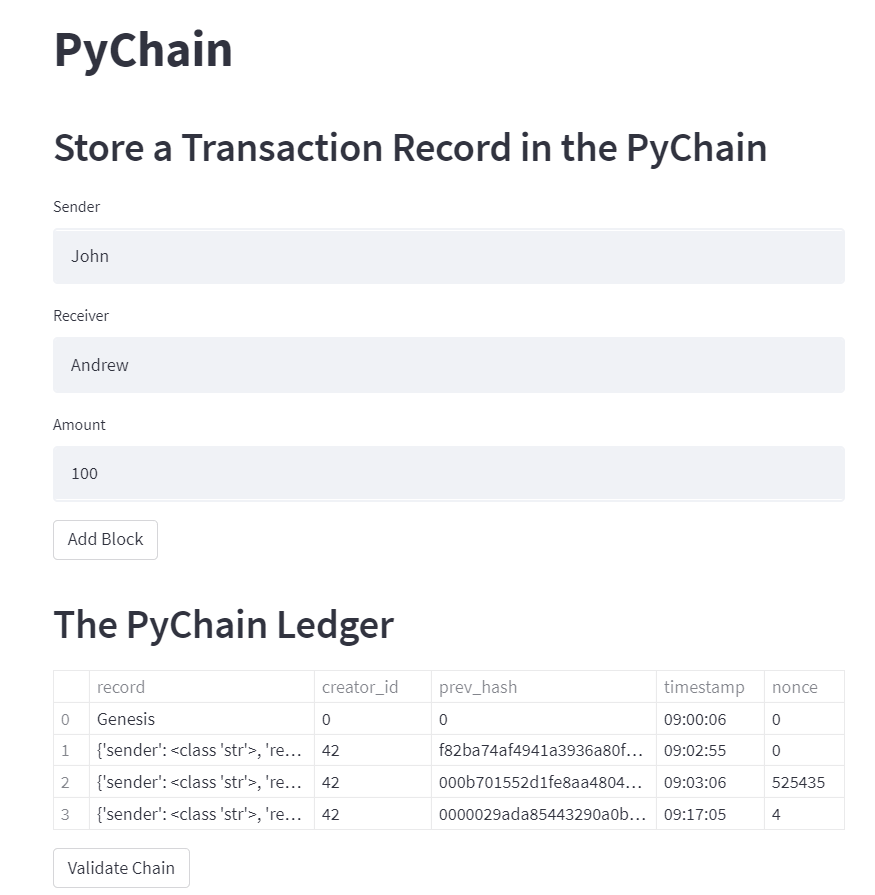 PyChain
Store a Transaction Record in the PyChain
Sender
John
Receiver
Andrew
Amount
100
Add Block
The PyChain Ledger
record creator_id prev_hash timestamp nonce
0 Genesis 0 0 09:00:06 0
1 {'sender': <class 'str'>, 're... 42 f82ba74af4941a3936a80f... 09:02:55 0
2 {'sender': <class 'str'>, 're... 42 000b701552d1fe8aa4804... 09:03:06 525435
3 {'sender': <class 'str'>, 're... 42 0000029ada85443290a0b... 09:17:05 4
Validate Chain